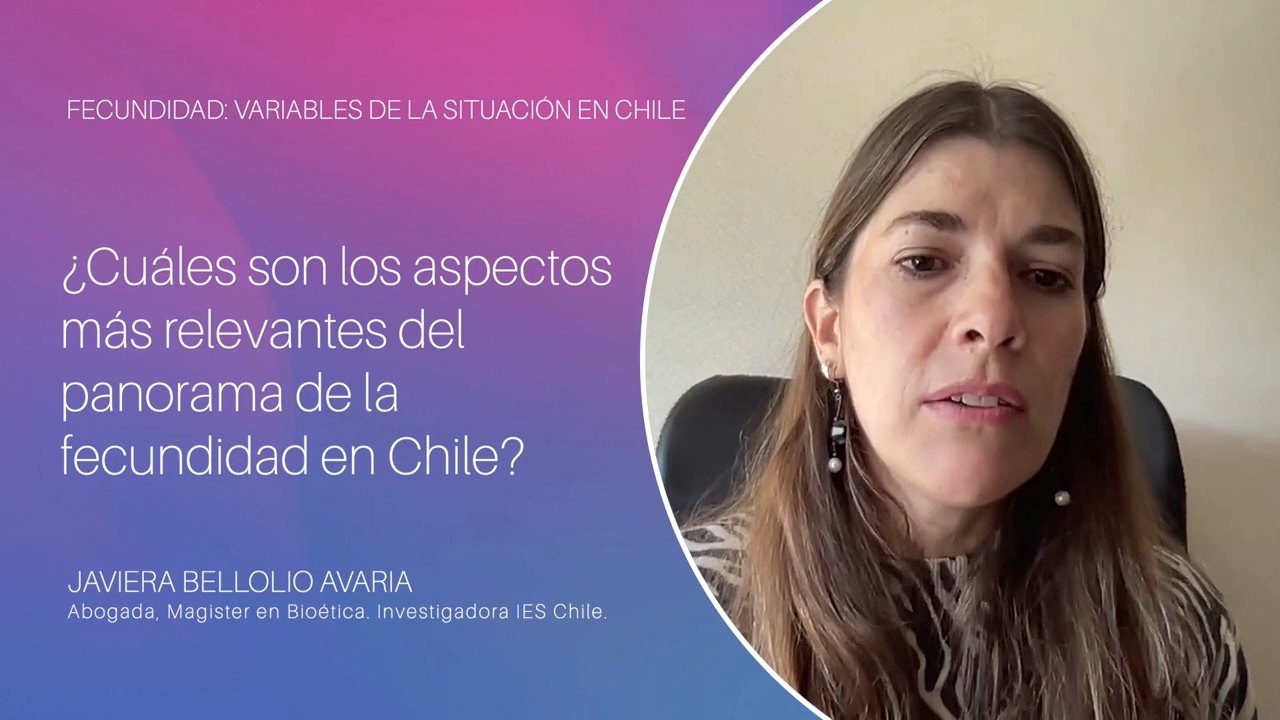 FECUNDIDAD: VARIABLES DE LA SITUACIÓN EN CHILE
¿Cuáles son los aspectos
más relevantes del
panorama de la
fecundidad en Chile?
JAVIERA BELLOLIO AVARIA
Abogada, Magister en Bioética. Investigadora IES Chile.